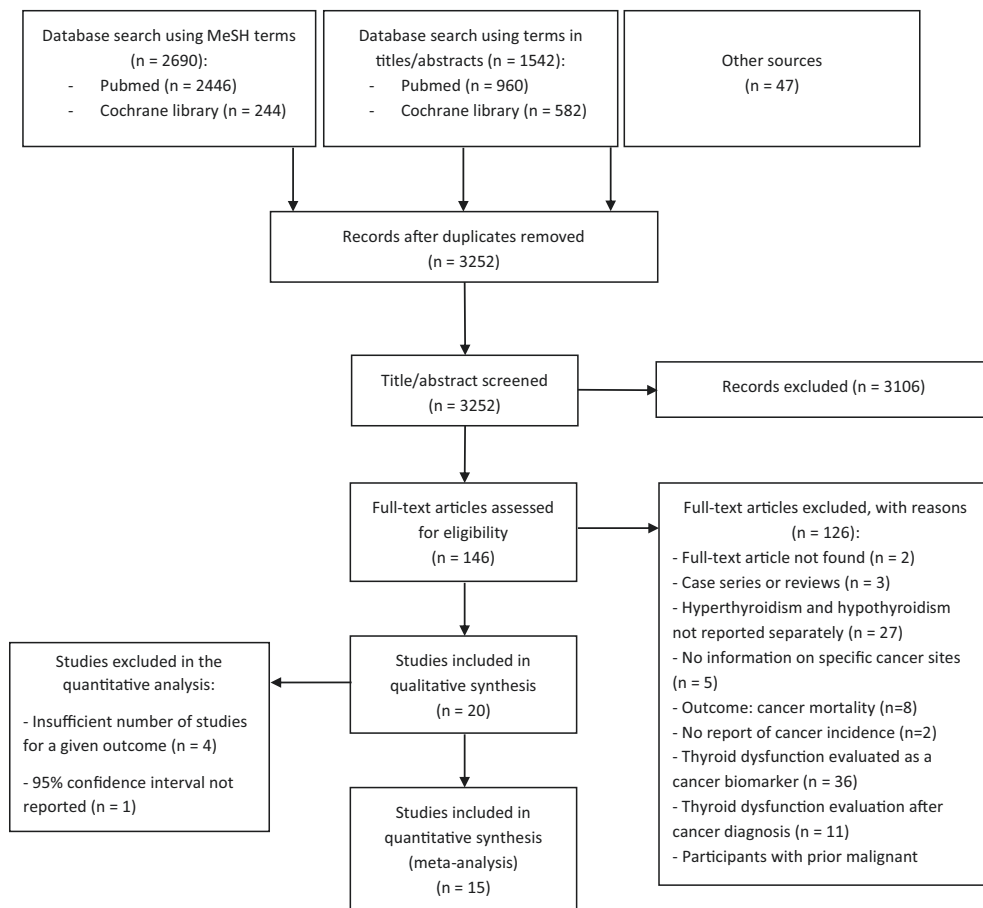 Database search using MeSH terms
(n = 2690):
- Pubmed (n = 2446)
- Cochrane library (n = 244)
Database search using terms in
titles/abstracts (n = 1542):
- Pubmed (n = 960)
- Cochrane library (n = 582)
Other sources
(n = 47)
Records after duplicates removed
(n = 3252)
Title/abstract screened
(n = 3252)
Records excluded (n = 3106)
Full-text articles assessed
for eligibility
(n = 146)
Full-text articles excluded, with reasons
(n = 126):
- Full-text article not found (n = 2)
- Case series or reviews (n = 3)
- Hyperthyroidism and hypothyroidism
not reported separately (n = 27)
- No information on specific cancer sites
(n = 5)
- Outcome: cancer mortality (n=8)
- No report of cancer incidence (n=2)
- Thyroid dysfunction evaluated as a
cancer biomarker (n = 36)
- Thyroid dysfunction evaluation after
cancer diagnosis (n = 11)
- Participants with prior malignant
Studies included in
qualitative synthesis
(n = 20)
Studies excluded in the
quantitative analysis:
- Insufficient number of studies
for a given outcome (n = 4)
- 95% confidence interval not
reported (n = 1)
Studies included in
quantitative synthesis
(meta-analysis)
(n = 15)